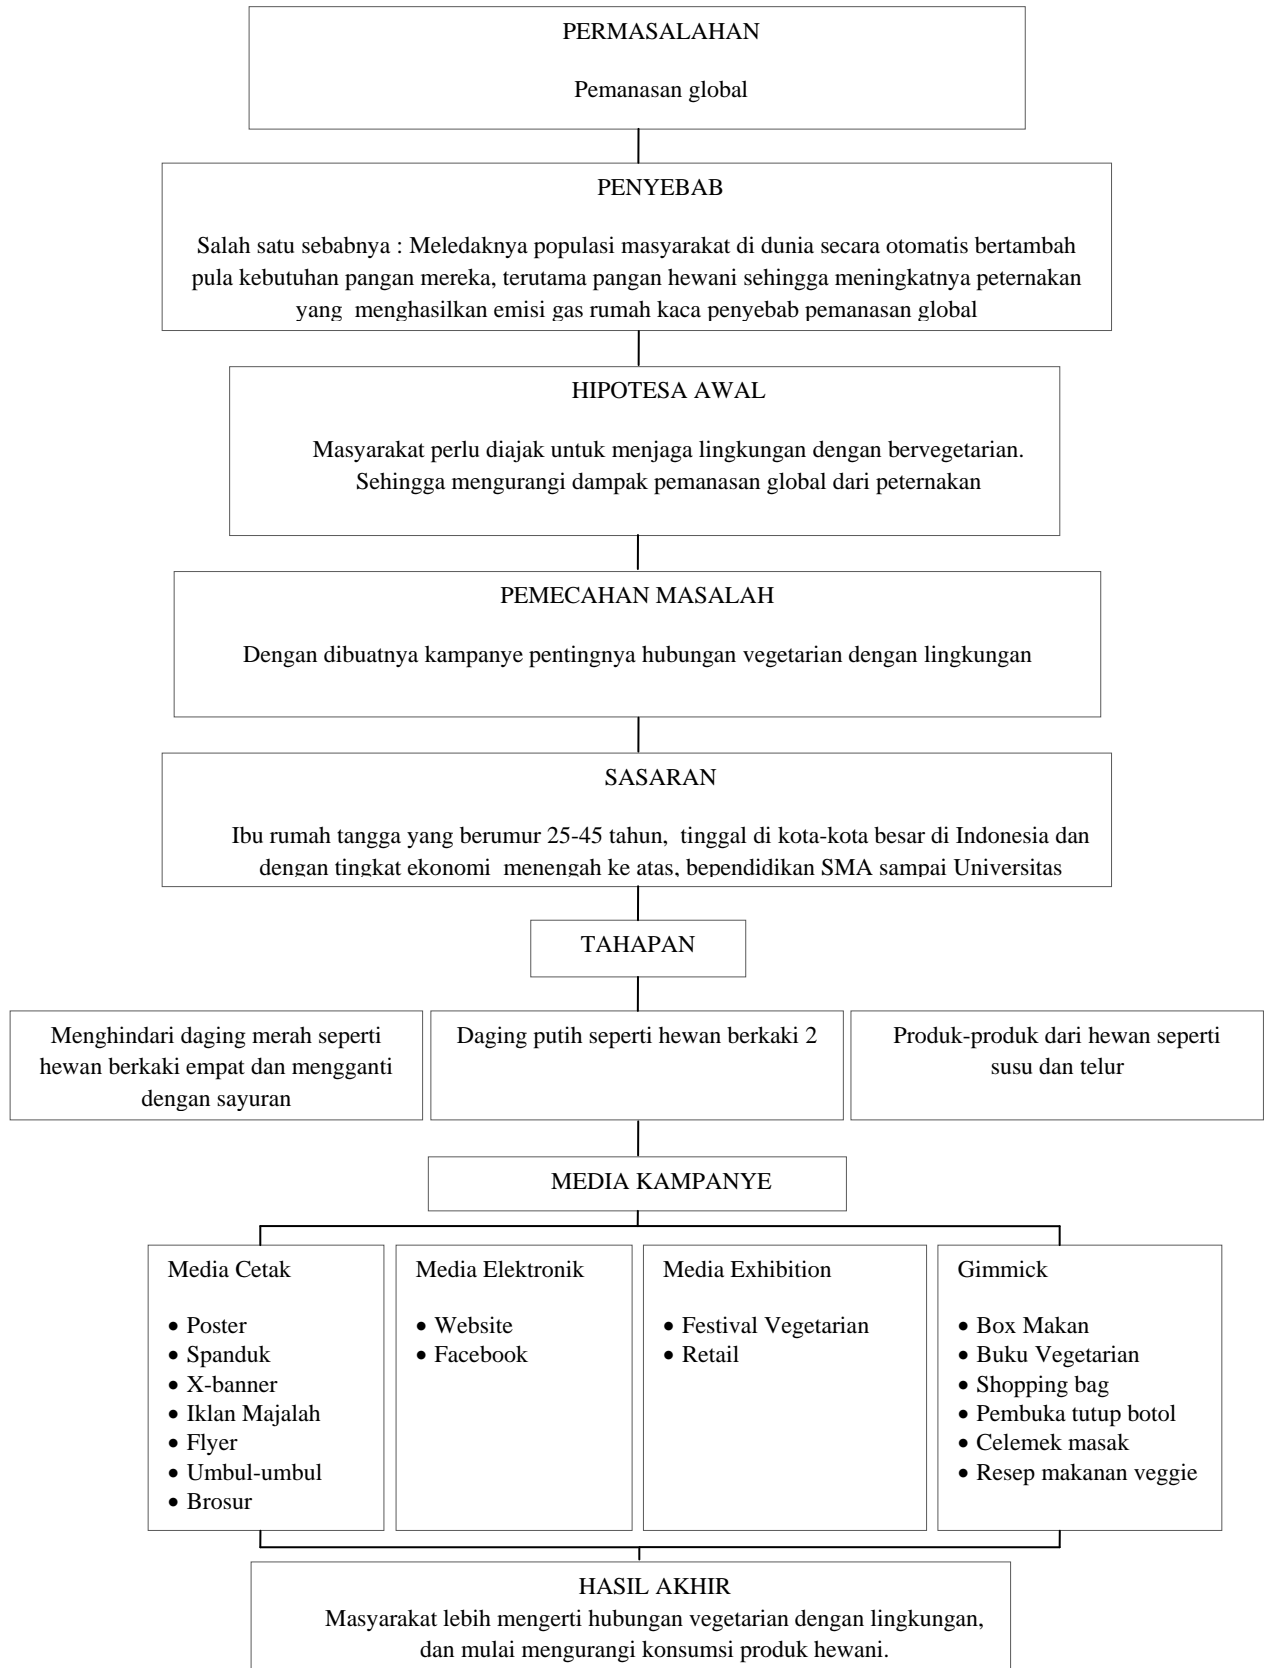 PERMASALAHAN
Pemanasan global
PENYEBAB
Salah satu sebabnya : Meledaknya populasi masyarakat di dunia secara otomatis bertambah
pula kebutuhan pangan mereka, terutama pangan hewani sehingga meningkatnya peternakan
yang menghasilkan emisi gas rumah kaca penyebab pemanasan global
HIPOTESA AWAL
Masyarakat perlu diajak untuk menjaga lingkungan dengan bervegetarian.
Sehingga mengurangi dampak pemanasan global dari peternakan
PEMECAHAN MASALAH
Dengan dibuatnya kampanye pentingnya hubungan vegetarian dengan lingkungan
SASARAN
Ibu rumah tangga yang berumur 25-45 tahun, tinggal di kota-kota besar di Indonesia dan
dengan tingkat ekonomi menengah ke atas, bependidikan SMA sampai Universitas
TAHAPAN
Menghindari daging merah seperti
hewan berkaki empat dan mengganti
dengan sayuran
Daging putih seperti hewan berkaki 2
Produk-produk dari hewan seperti
susu dan telur
MEDIA KAMPANYE
Media Cetak
• Poster
• Spanduk
• X-banner
• Iklan Majalah
• Flyer
• Umbul-umbul
• Brosur
Media Elektronik
• Website
• Facebook
Media Exhibition
• Festival Vegetarian
• Retail
Gimmick
• Box Makan
• Buku Vegetarian
• Shopping bag
• Pembuka tutup botol
• Celemek masak
• Resep makanan veggie
HASIL AKHIR
Masyarakat lebih mengerti hubungan vegetarian dengan lingkungan,
dan mulai mengurangi konsumsi produk hewani.